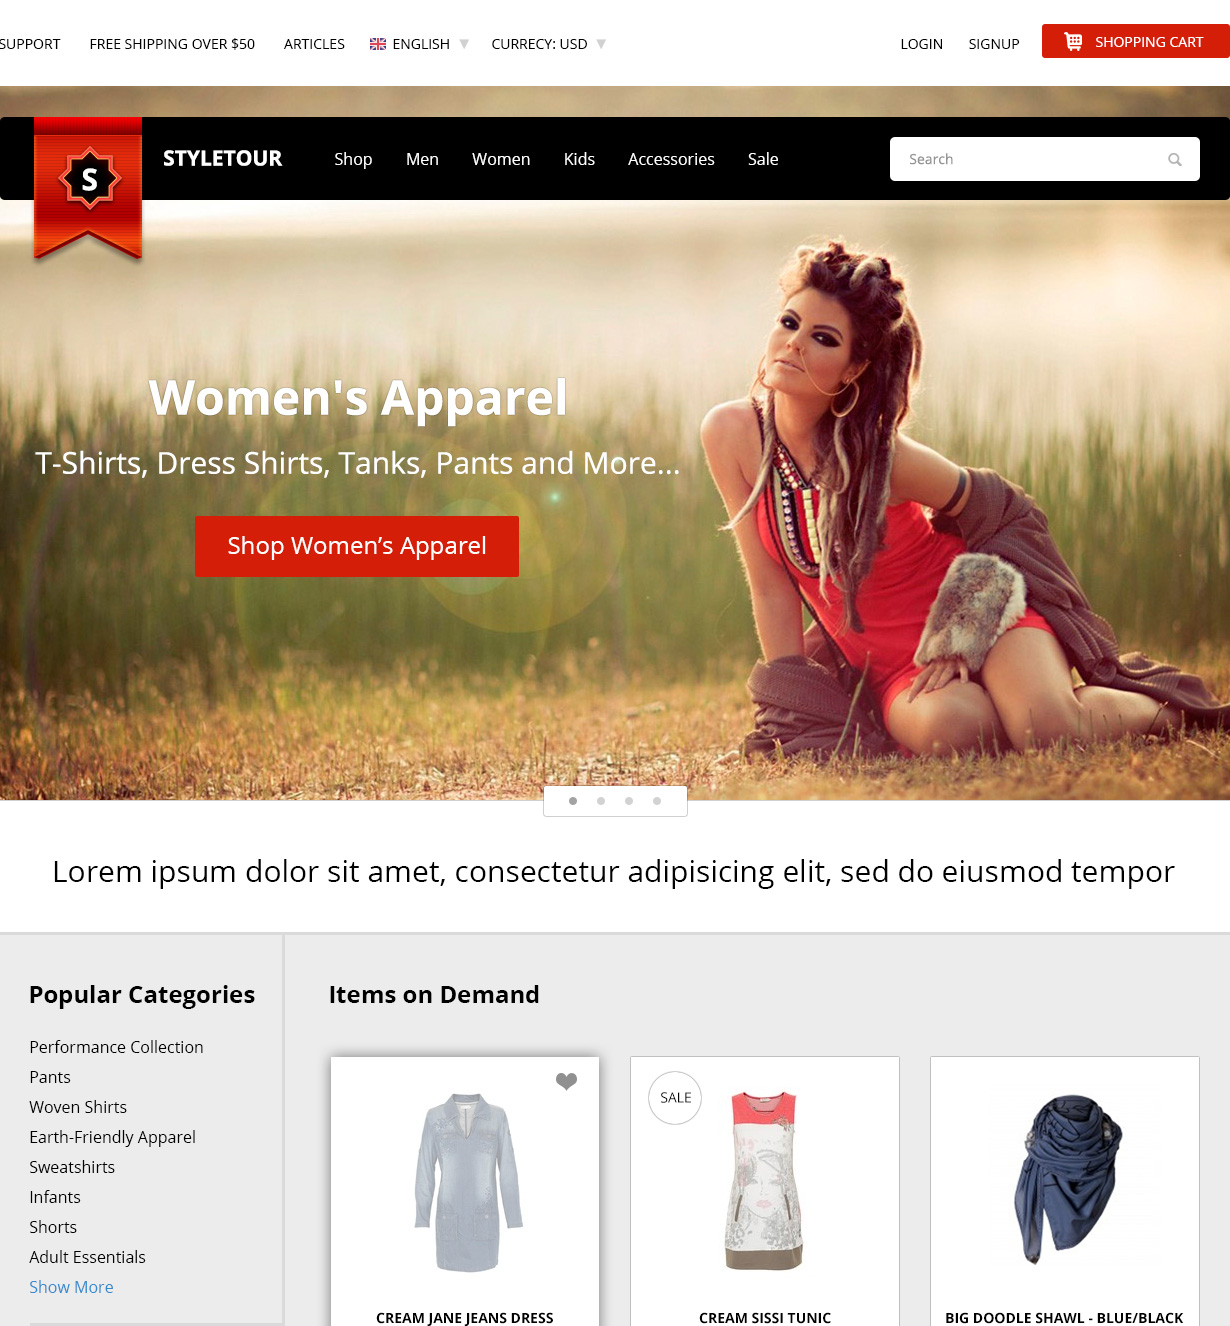 SUPPORT FREE SHIPPING OVER $50 ARTICLES ENGLISH CURRECY: USD LOGIN SIGNUP SHOPPING CART
S STYLETOUR Shop Men Women Kids Accessories Sale Search
Women's Apparel
T-Shirts, Dress Shirts, Tanks, Pants and More...
Shop Women’s Apparel
Lorem ipsum dolor sit amet, consectetur adipisicing elit, sed do eiusmod tempor
Popular Categories
Performance Collection
Pants
Woven Shirts
Earth-Friendly Apparel
Sweatshirts
Infants
Shorts
Adult Essentials
Show More
Items on Demand
SALE
CREAM JANE JEANS DRESS
CREAM SISSI TUNIC
BIG DOODLE SHAWL - BLUE/BLACK